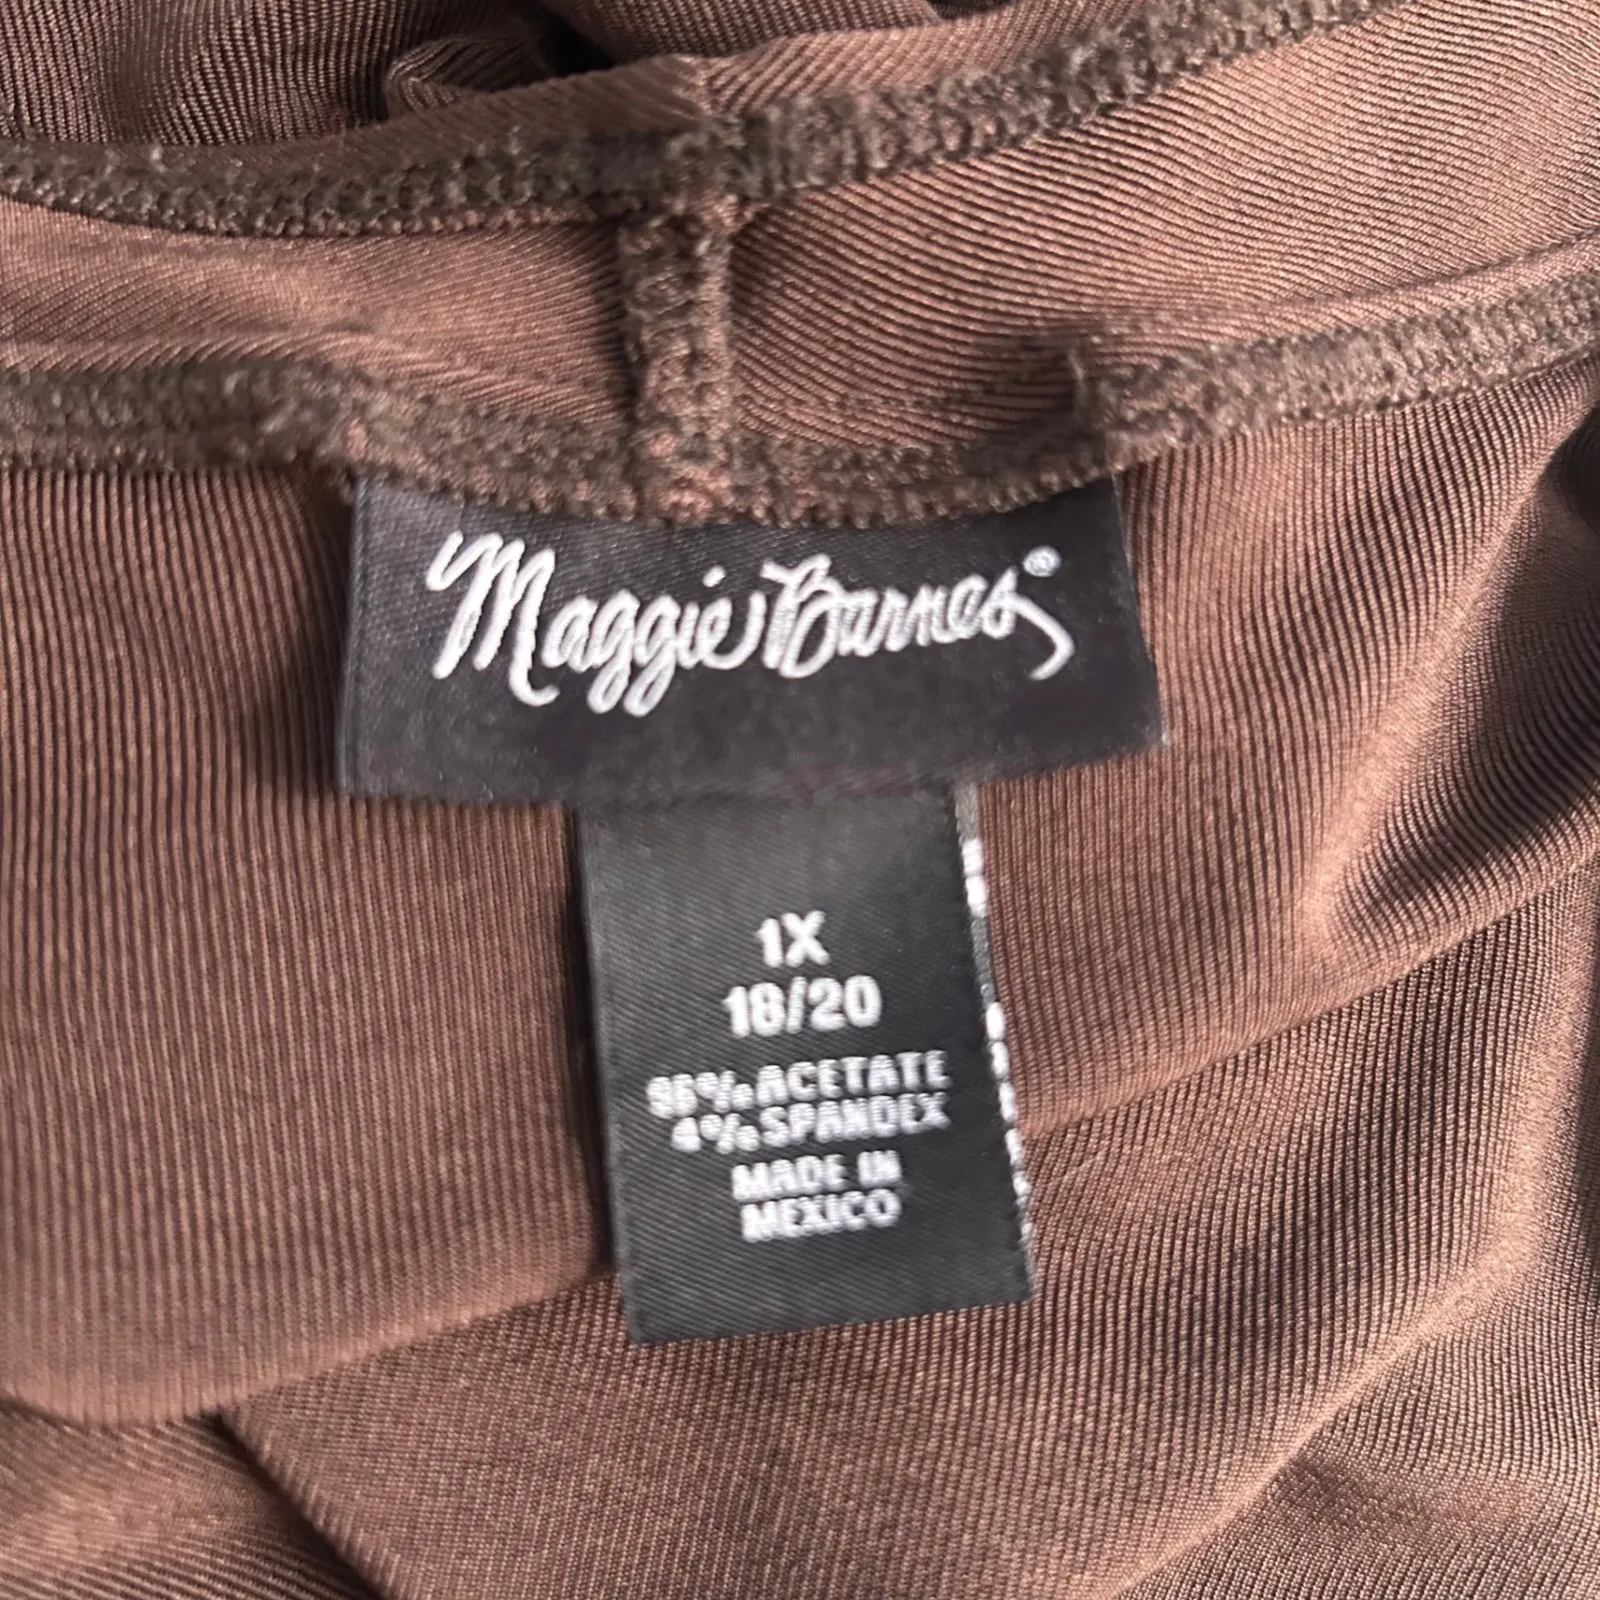 Maggie Barnes®
1X
18/20
96% ACETATE
4% SPANDEX
MADE IN
MEXICO